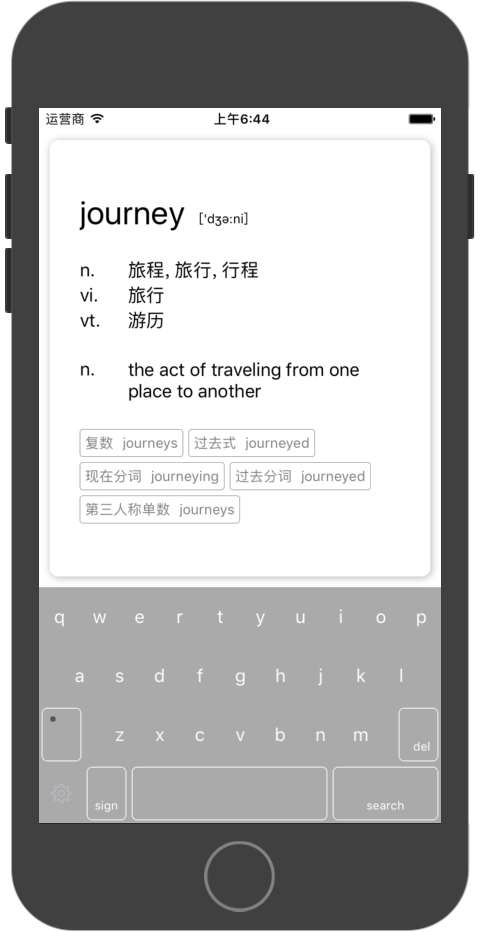 运营商 上午6:44
journey ['dʒə:ni]
n. 旅程, 旅行, 行程
vi. 旅行
vt. 游历
n. the act of traveling from one
place to another
复数 journeys 过去式 journeyed
现在分词 journeying 过去分词 journeyed
第三人称单数 journeys
q w e r t y u i o p
a s d f g h j k l
z x c v b n m del
sign search